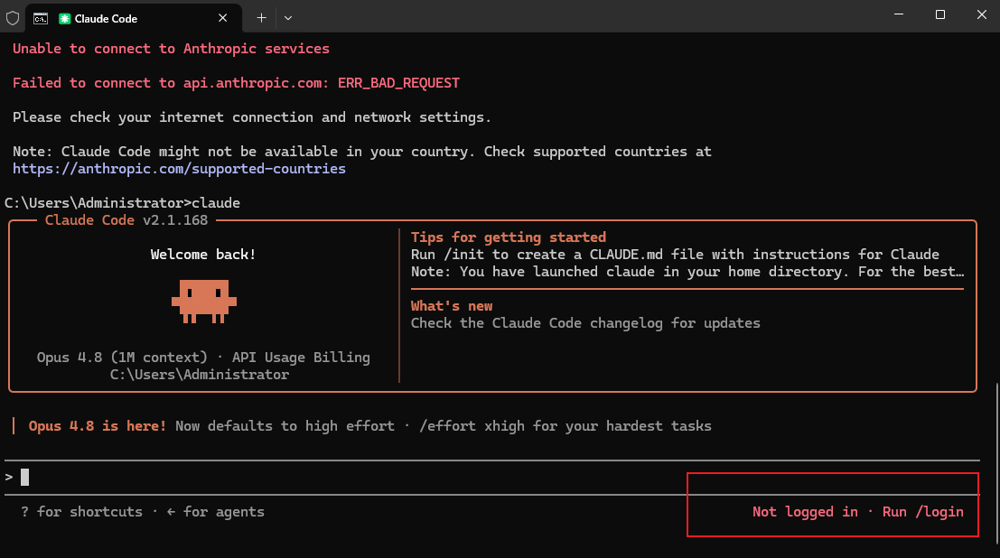 Claude Code
Unable to connect to Anthropic services
Failed to connect to api.anthropic.com: ERR_BAD_REQUEST
Please check your internet connection and network settings.
Note: Claude Code might not be available in your country. Check supported countries at
https://anthropic.com/supported-countries
C:\Users\Administrator>claude
Claude Code v2.1.168
Welcome back!
Opus 4.8 (1M context) · API Usage Billing
C:\Users\Administrator
Tips for getting started
Run /init to create a CLAUDE.md file with instructions for Claude
Note: You have launched claude in your home directory. For the best…
What's new
Check the Claude Code changelog for updates
Opus 4.8 is here! Now defaults to high effort · /effort xhigh for your hardest tasks
>
? for shortcuts · ← for agents
Not logged in · Run /login